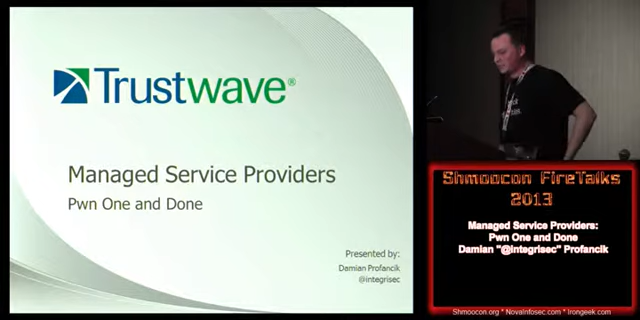 Trustwave®
Managed Service Providers
Pwn One and Done
Presented by:
Damian Profancik
@integrisec
Shmoocon FireTalks
2013
Managed Service Providers:
Pwn One and Done
Damian "@integrisec" Profancik
Shmoocon.org * NovaInfosec.com * Irongeek.com